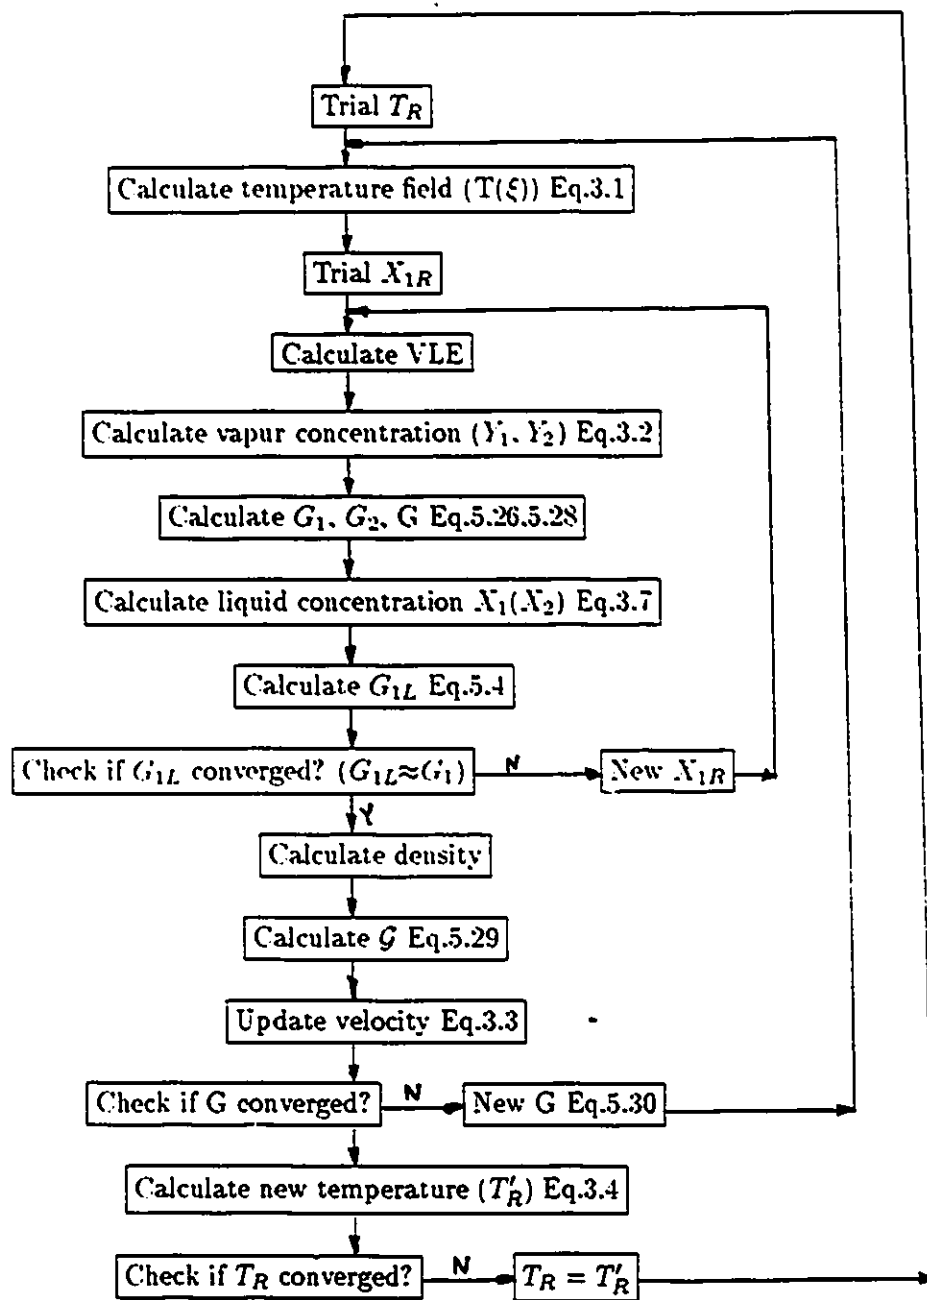 Trial $T_R$
Calculate temperature field (T(ξ)) Eq.3.1
Trial $X_{1R}$
Calculate VLE
Calculate vapur concentration ($Y_1$, $Y_2$) Eq.3.2
Calculate $G_1$, $G_2$, G Eq.5.26,5.28
Calculate liquid concentration $X_1$($X_2$) Eq.3.7
Calculate $G_{1L}$ Eq.5.4
Check if $G_{1L}$ converged? ($G_{1L}$≈$G_1$) N New $X_{1R}$
Y
Calculate density
Calculate $\mathcal{G}$ Eq.5.29
Update velocity Eq.3.3
Check if G converged? N New G Eq.5.30
Calculate new temperature ($T'_R$) Eq.3.4
Check if $T_R$ converged? N $T_R = T'_R$